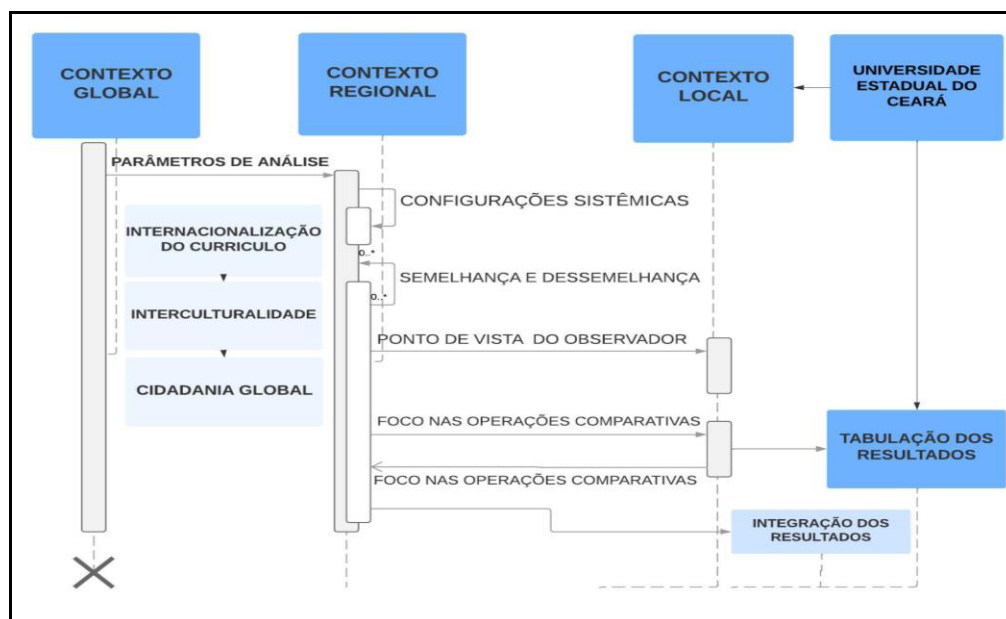 CONTEXTO
GLOBAL
CONTEXTO
REGIONAL
CONTEXTO
LOCAL
UNIVERSIDADE
ESTADUAL DO
CEARÁ
PARÂMETROS DE ANÁLISE
CONFIGURAÇÕES SISTÊMICAS
INTERNACIONALIZAÇÃO
DO CURRICULO
0..*
SEMELHANÇA E DESSEMELHANÇA
0..*
INTERCULTURALIDADE
PONTO DE VISTA DO OBSERVADOR
CIDADANIA GLOBAL
FOCO NAS OPERAÇÕES COMPARATIVAS
TABULAÇÃO DOS
RESULTADOS
FOCO NAS OPERAÇÕES COMPARATIVAS
INTEGRAÇÃO DOS
RESULTADOS